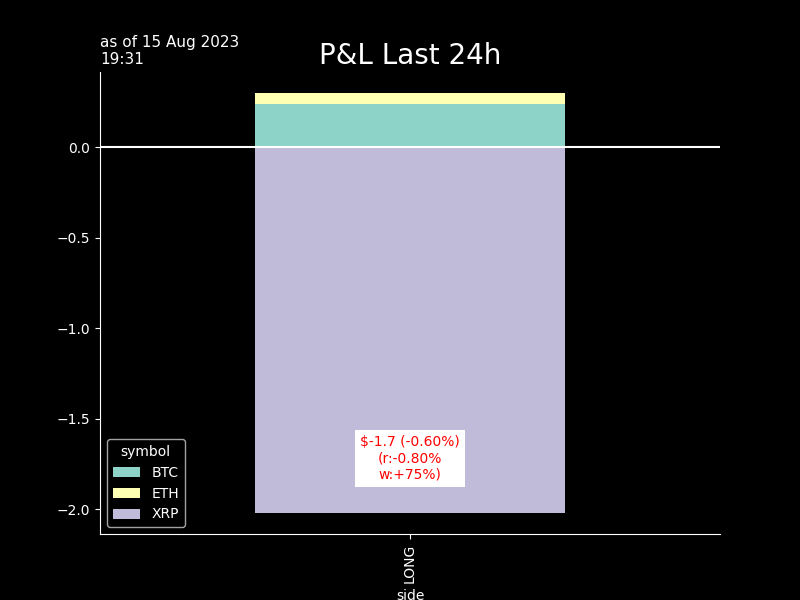 as of 15 Aug 2023
19:31
P&L Last 24h
0.0
−0.5
−1.0
−1.5
−2.0
$-1.7 (-0.60%)
(r:-0.80%
w:+75%)
symbol
BTC
ETH
XRP
LONG
side